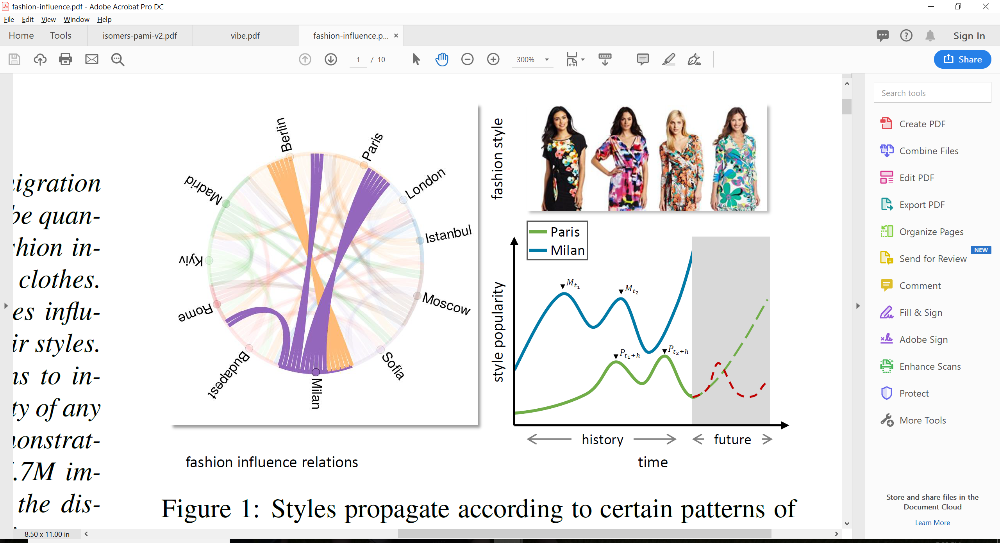 fashion-influence.pdf - Adobe Acrobat Pro DC
File Edit View Window Help
Home Tools isomers-pami-v2.pdf vibe.pdf fashion-influence.p... ×
Sign In
1 / 10 300%
Share
Search tools
Create PDF
Combine Files
Edit PDF
Export PDF
Organize Pages
NEW
Send for Review
Comment
Fill & Sign
Adobe Sign
Enhance Scans
Protect
More Tools
Store and share files in the
Document Cloud
Learn More
igration
be quan-
shion in-
clothes.
es influ-
ir styles.
ns to in-
ty of any
nonstrat-
.7M im-
the dis-
Berlin
Paris
London
Istanbul
Moscow
Sofia
Milan
Budapest
Rome
Kyiv
Madrid
fashion influence relations
fashion style
Paris
Milan
style popularity
M_{t_1}
M_{t_2}
P_{t_1+h}
P_{t_2+h}
history
future
time
Figure 1: Styles propagate according to certain patterns of
8.50 x 11.00 in